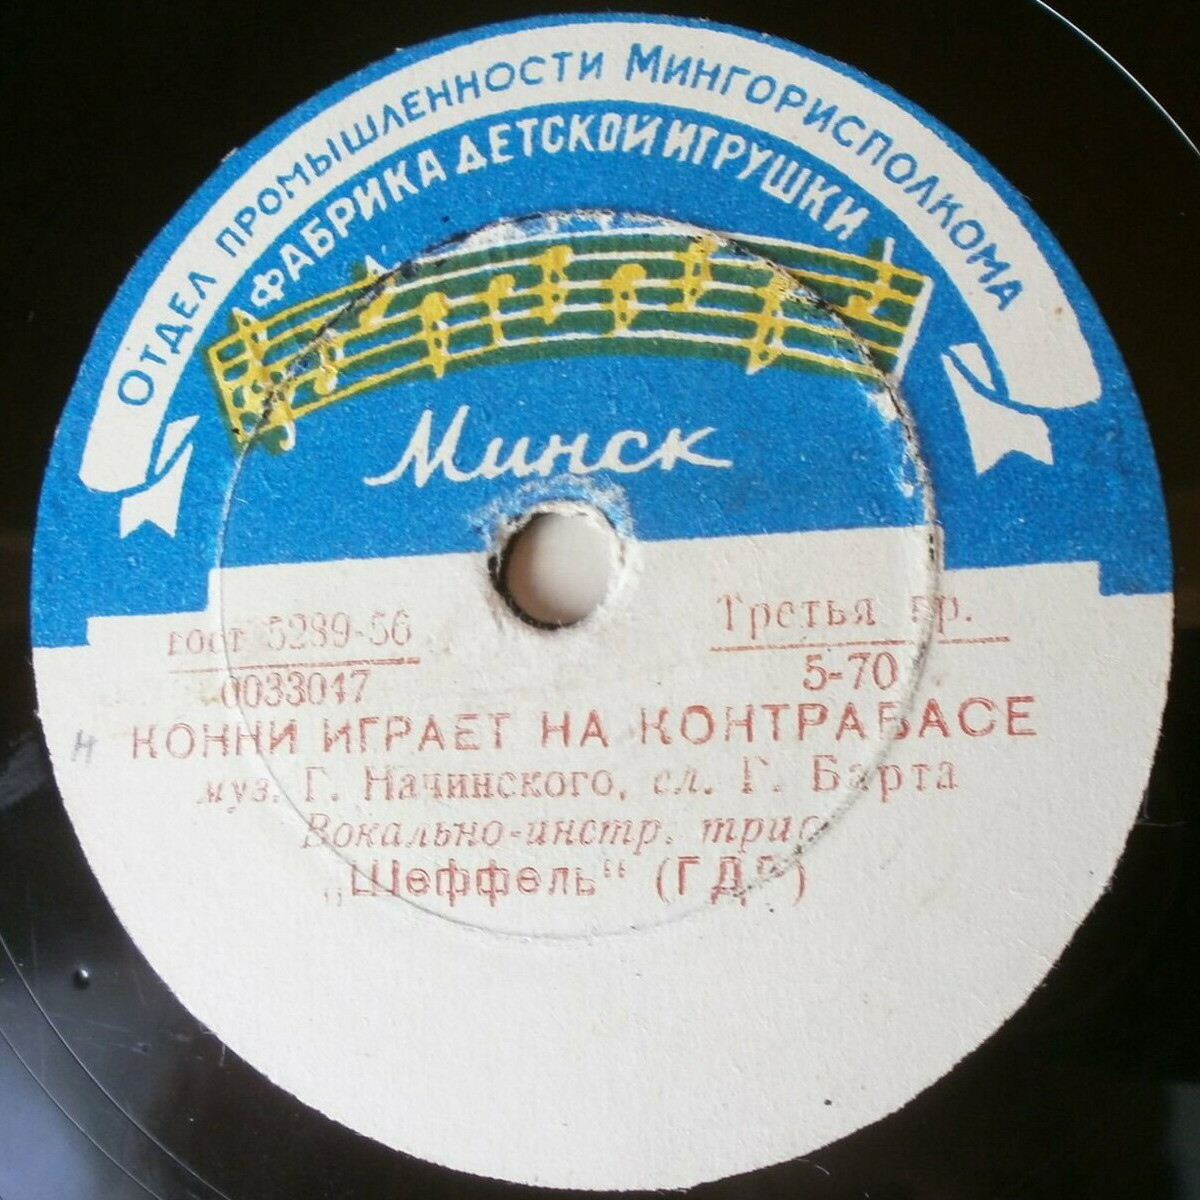 Отдел промышленности Мингорисполкома
ФАБРИКА ДЕТСКОЙ ИГРУШКИ
Минск
гост 5289-56
0033047
Третья гр.
5-70
н
КОННИ ИГРАЕТ НА КОНТРАБАСЕ
муз. Г. Начинского, сл. Г. Барта
Вокально-инстр. трио
„Шеффель“ (ГДР)